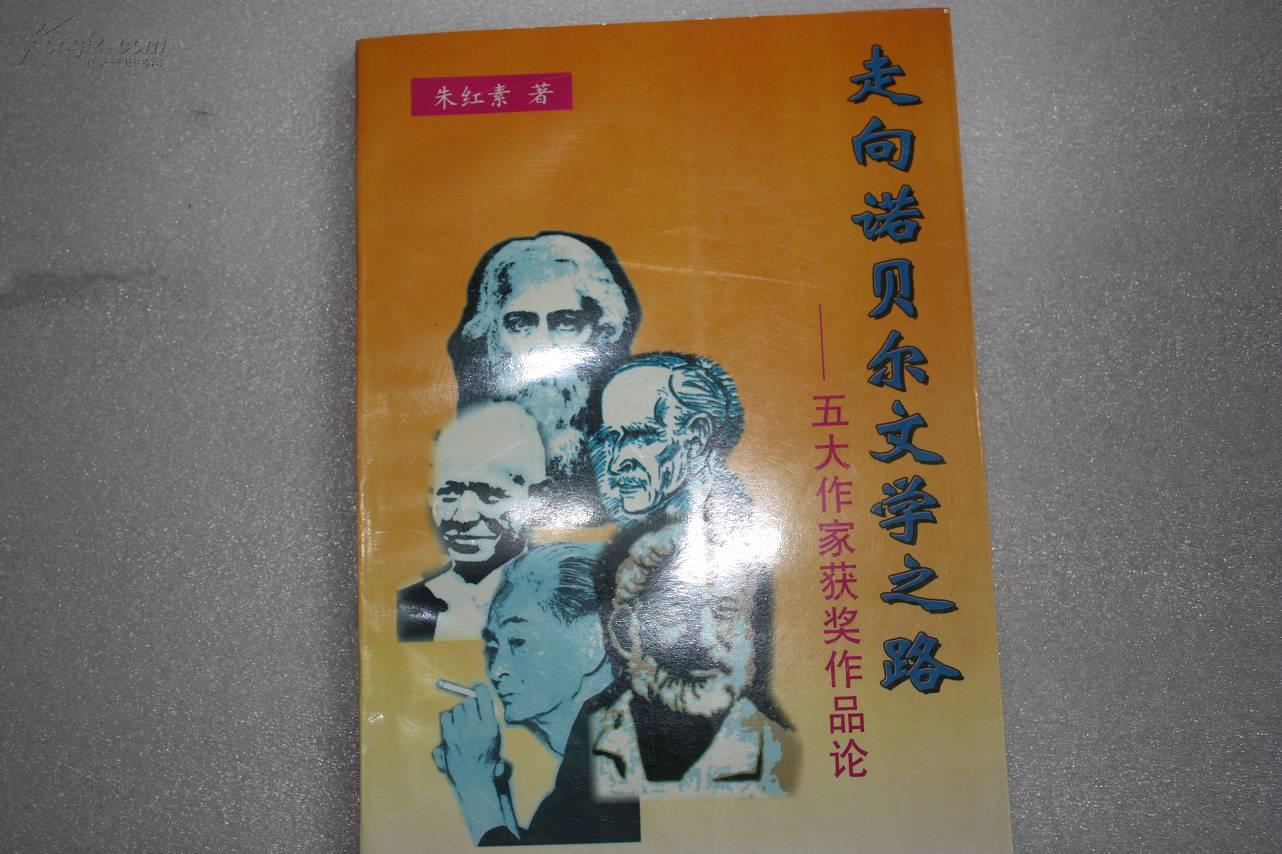 朱红素 著
走向诺贝尔文学之路
——五大作家获奖作品论